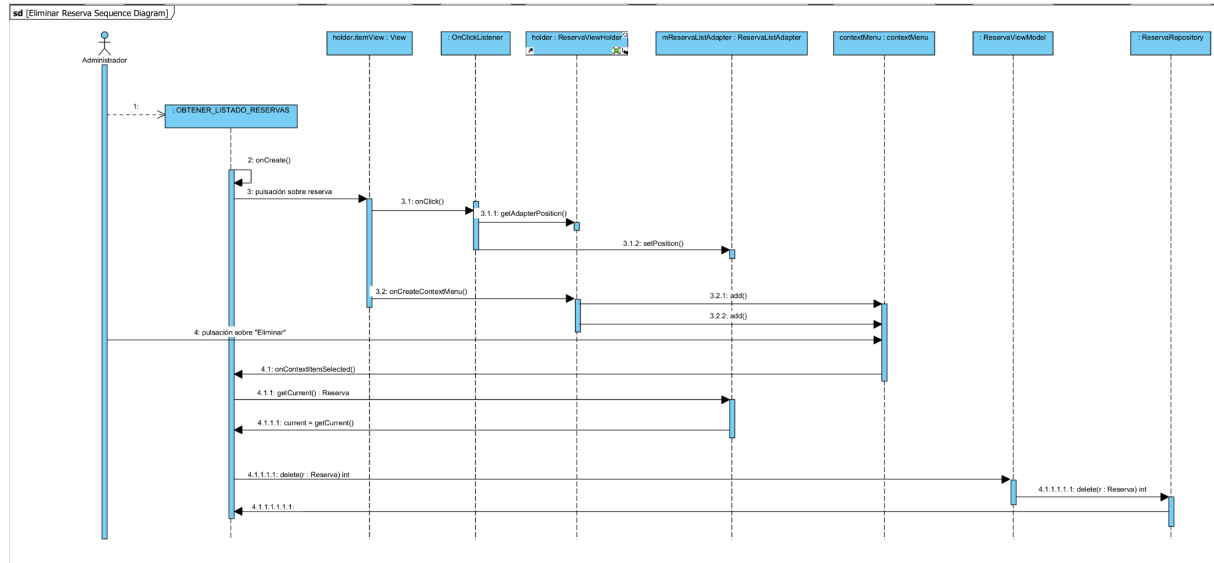 sd [Eliminar Reserva Sequence Diagram]
Administrador
holder.itemView : View
: OnClickListener
holder : ReservaViewHolder
mReservaListAdapter : ReservaListAdapter
contextMenu : contextMenu
: ReservaViewModel
: ReservaRepository
1:
: OBTENER_LISTADO_RESERVAS
2: onCreate()
3: pulsación sobre reserva
3.1: onClick()
3.1.1: getAdapterPosition()
3.1.2: setPosition()
3.2: onCreateContextMenu()
3.2.1: add()
3.2.2: add()
4: pulsación sobre "Eliminar"
4.1: onContextItemSelected()
4.1.1: getCurrent() : Reserva
4.1.1.1: current = getCurrent()
4.1.1.1.1: delete(r : Reserva) int
4.1.1.1.1.1: delete(r : Reserva) int
4.1.1.1.1.1.1: